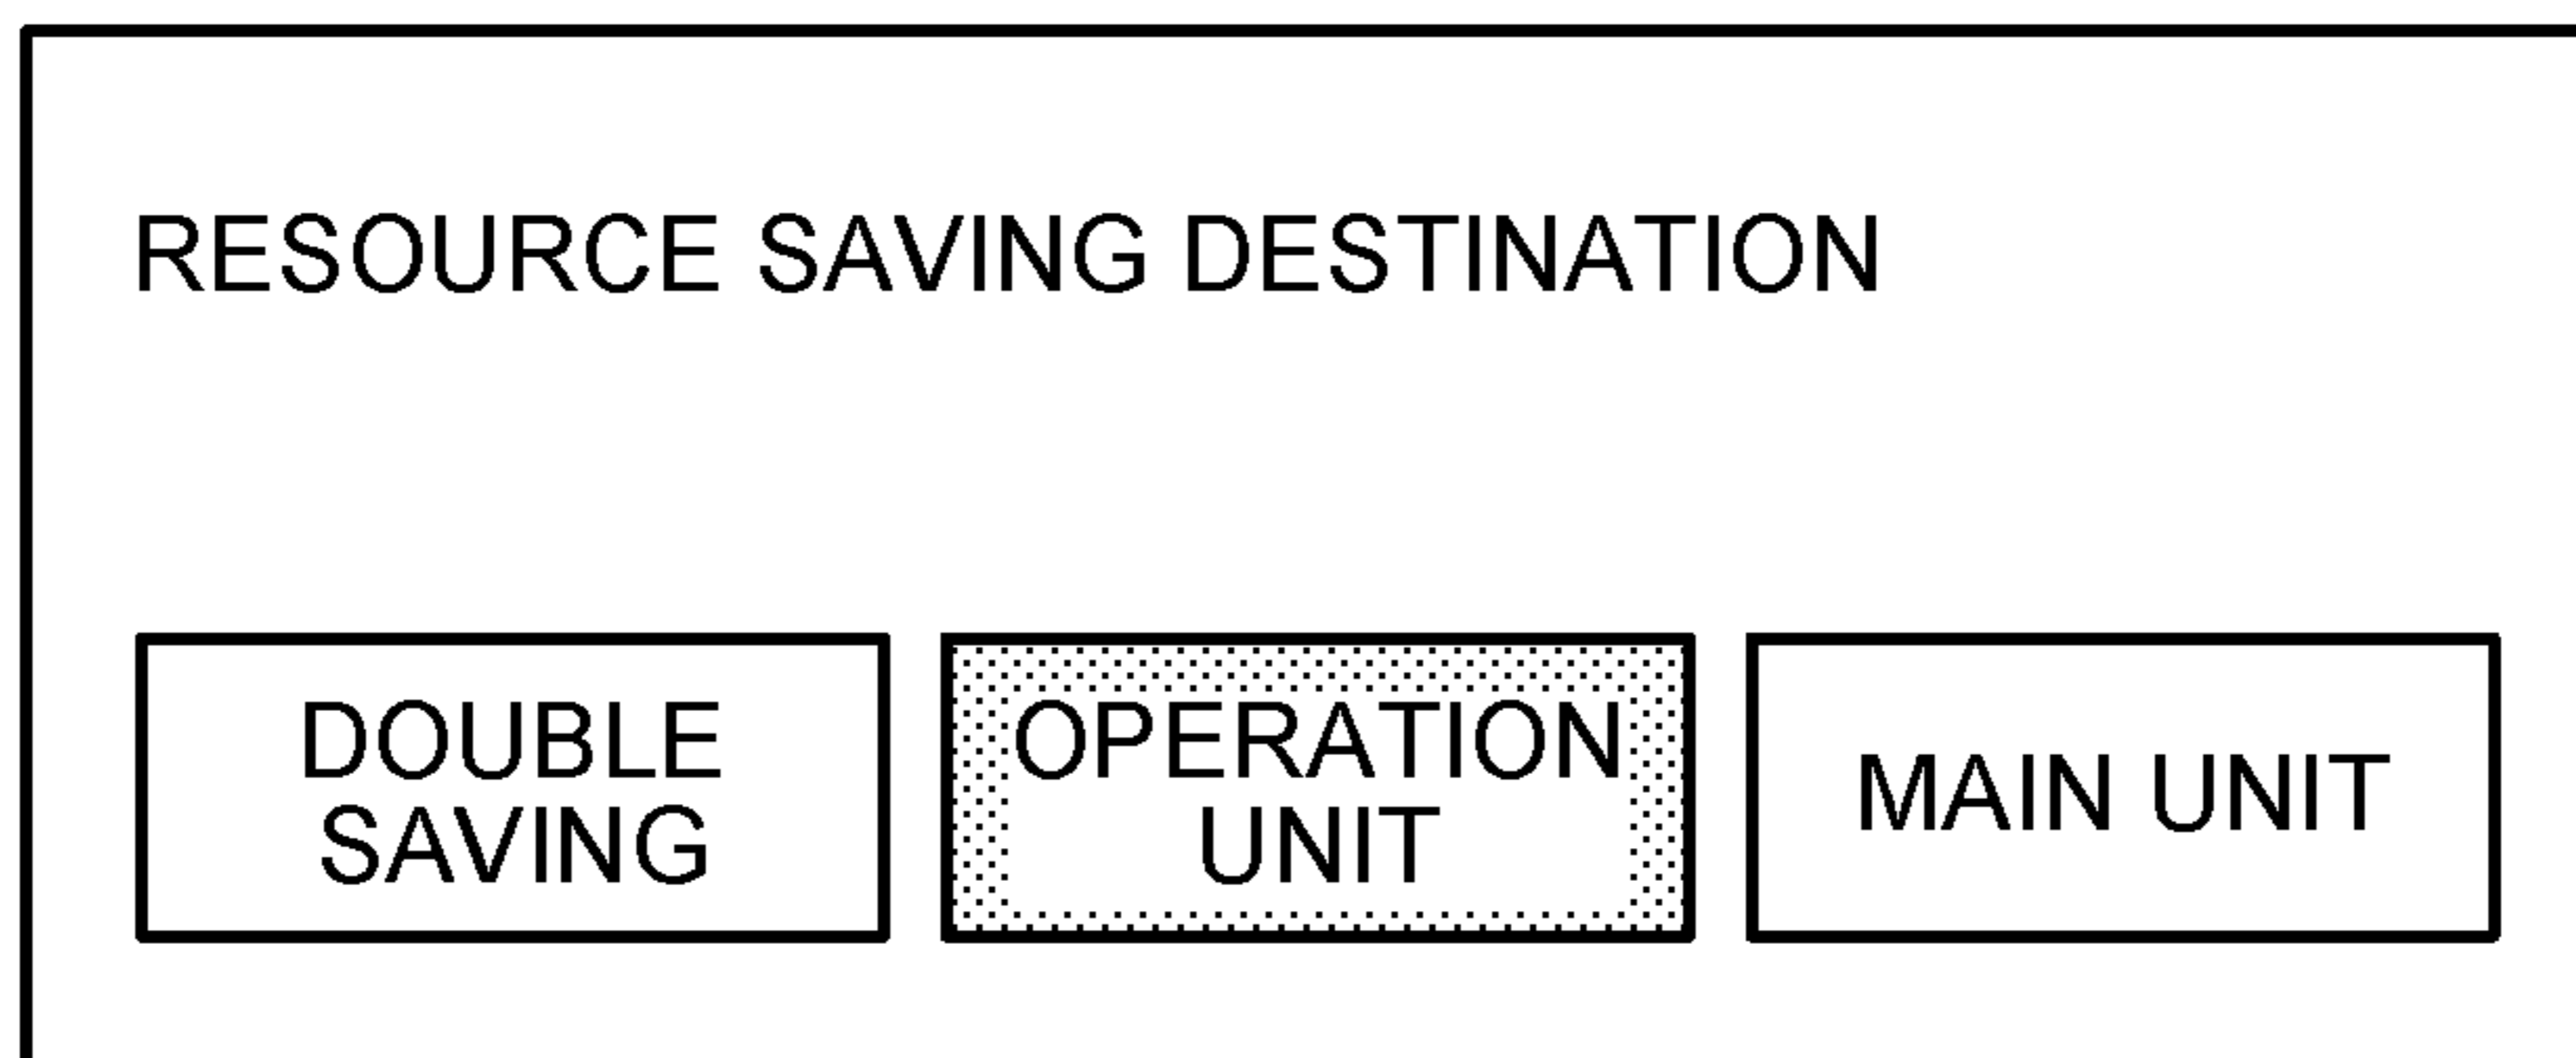 RESOURCE SAVING DESTINATION
DOUBLE
SAVING
OPERATION
UNIT
MAIN UNIT